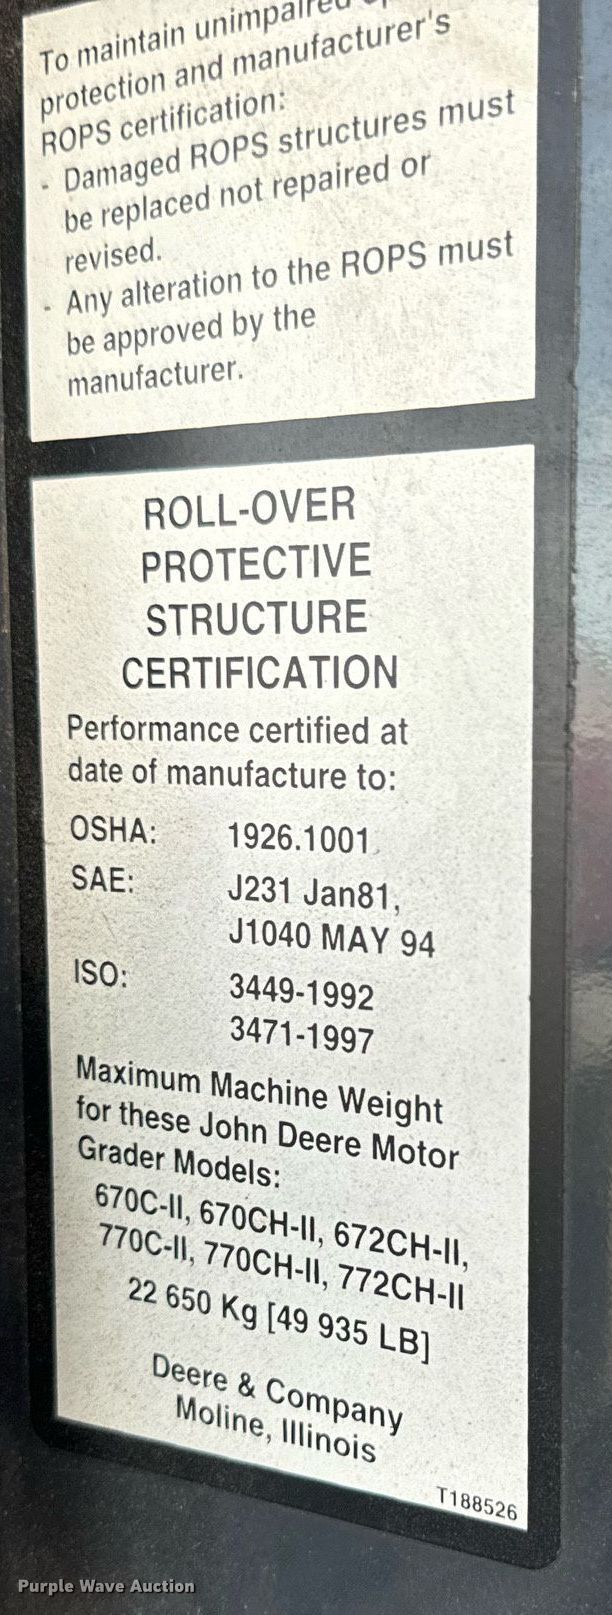 To maintain unimpaired
protection and manufacturer's
ROPS certification:
- Damaged ROPS structures must
be replaced not repaired or
revised.
- Any alteration to the ROPS must
be approved by the
manufacturer.
ROLL-OVER
PROTECTIVE
STRUCTURE
CERTIFICATION
Performance certified at
date of manufacture to:
OSHA: 1926.1001
SAE: J231 Jan81,
J1040 MAY 94
ISO: 3449-1992
3471-1997
Maximum Machine Weight
for these John Deere Motor
Grader Models:
670C-II, 670CH-II, 672CH-II,
770C-II, 770CH-II, 772CH-II
22 650 Kg [49 935 LB]
Deere & Company
Moline, Illinois
T188526
Purple Wave Auction